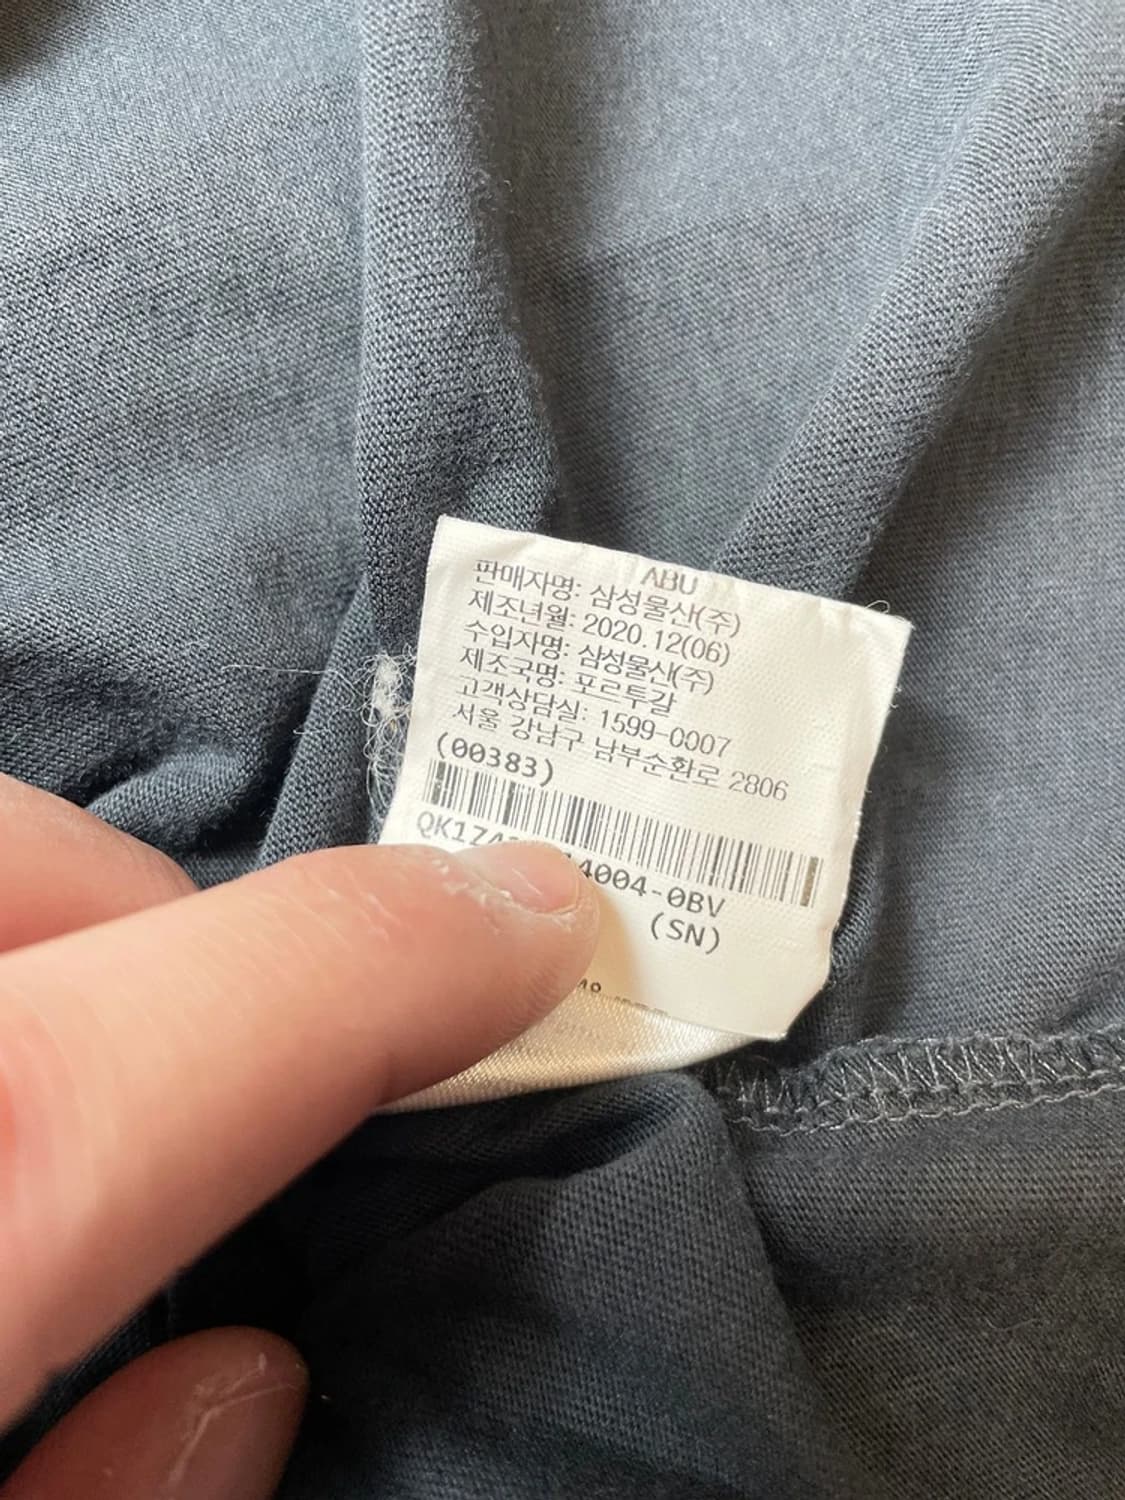 ABU
판매자명: 삼성물산(주)
제조년월: 2020.12(06)
수입자명: 삼성물산(주)
제조국명: 포르투갈
고객상담실: 1599-0007
서울 강남구 남부순환로 2806
(00383)
4004-0BV
(SN)